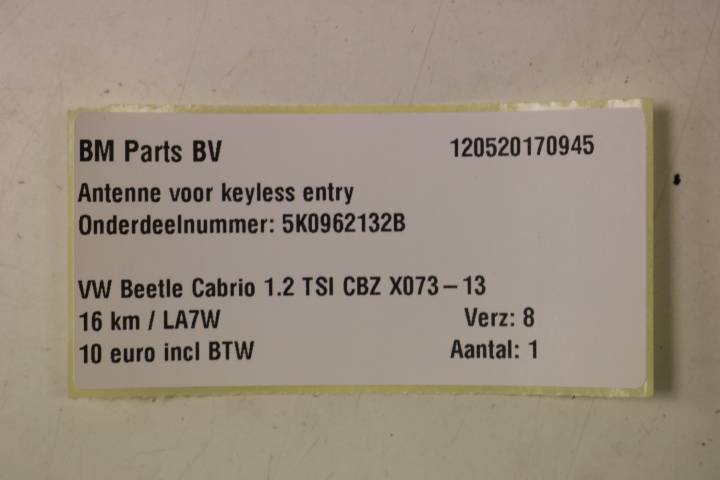 BM Parts BV 120520170945
Antenne voor keyless entry
Onderdeelnummer: 5K0962132B
VW Beetle Cabrio 1.2 TSI CBZ X073-13
16 km / LA7W Verz: 8
10 euro incl BTW Aantal: 1